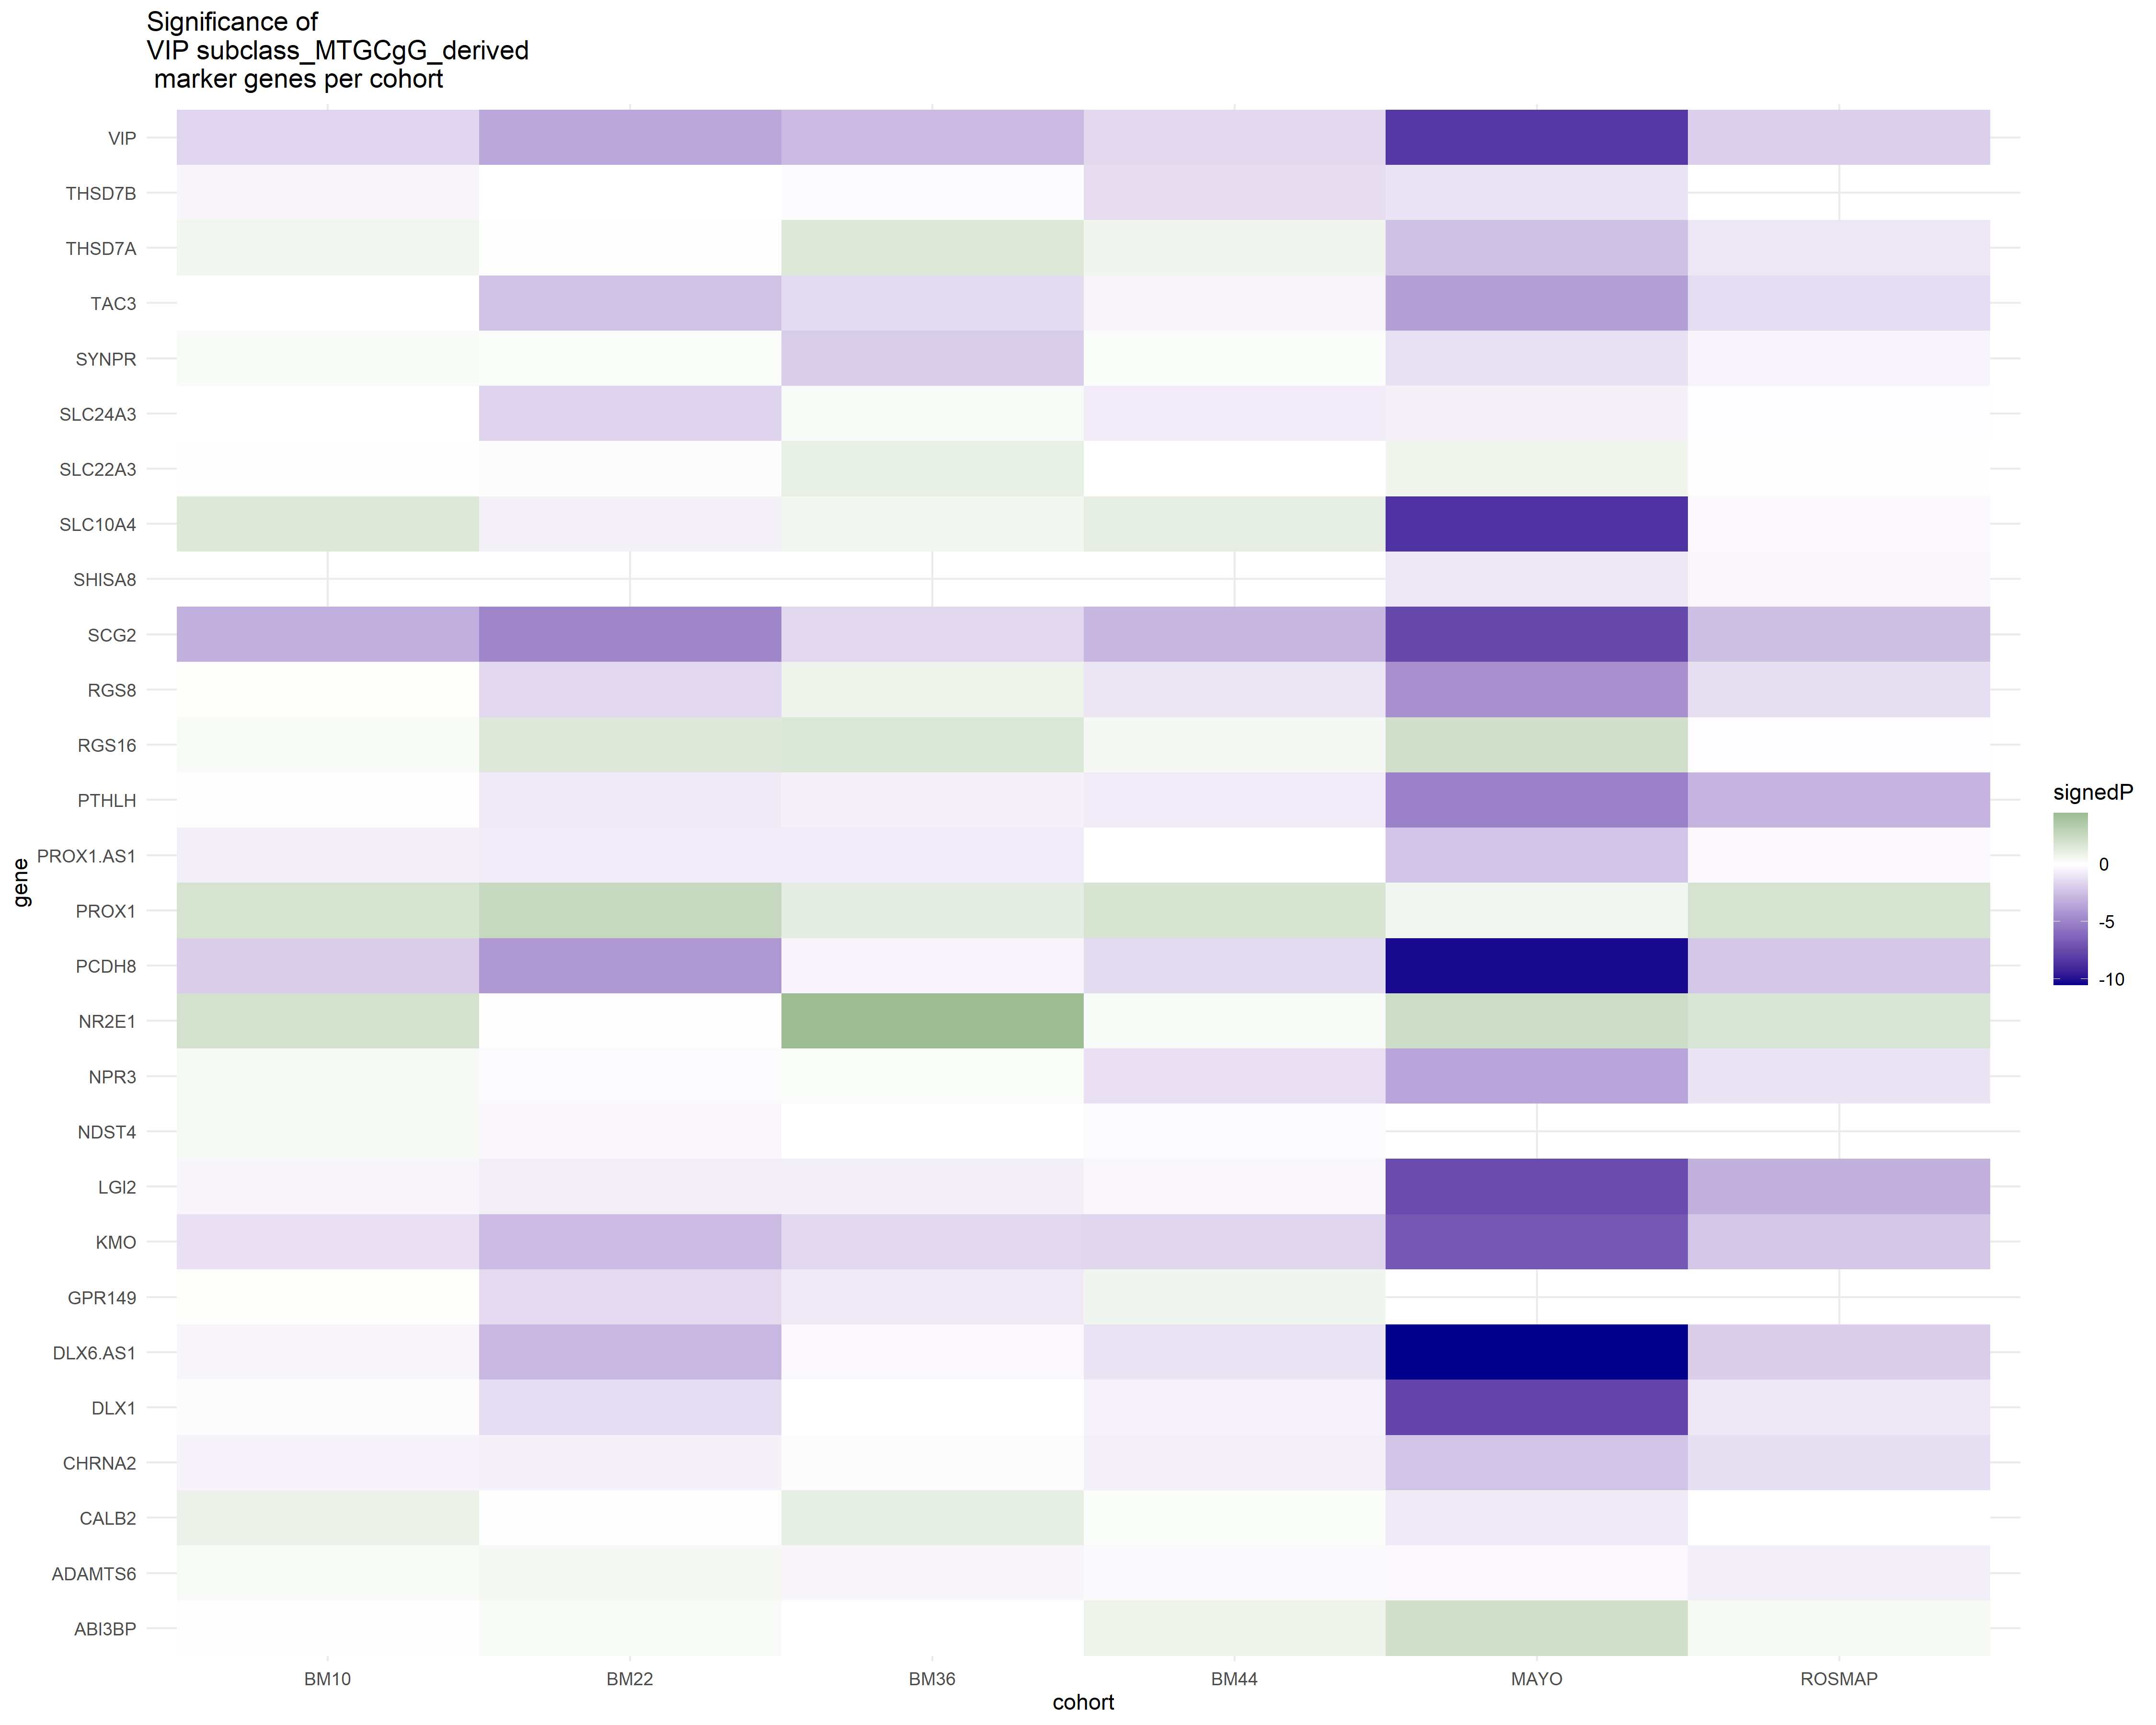 Significance of
VIP subclass_MTGCgG_derived
marker genes per cohort
VIP
THSD7B
THSD7A
TAC3
SYNPR
SLC24A3
SLC22A3
SLC10A4
SHISA8
SCG2
RGS8
RGS16
PTHLH
PROX1.AS1
PROX1
PCDH8
NR2E1
NPR3
NDST4
LGI2
KMO
GPR149
DLX6.AS1
DLX1
CHRNA2
CALB2
ADAMTS6
ABI3BP
gene
BM10 BM22 BM36 BM44 MAYO ROSMAP
cohort
signedP
0
-5
-10